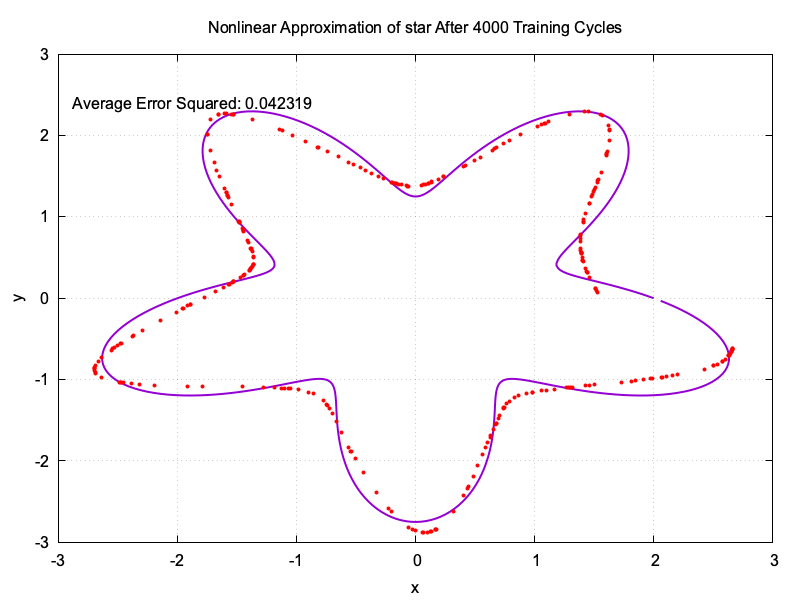 Nonlinear Approximation of star After 4000 Training Cycles
3
Average Error Squared: 0.042319
2
1
y
0
-1
-2
-3
-3 -2 -1 0 1 2 3
x